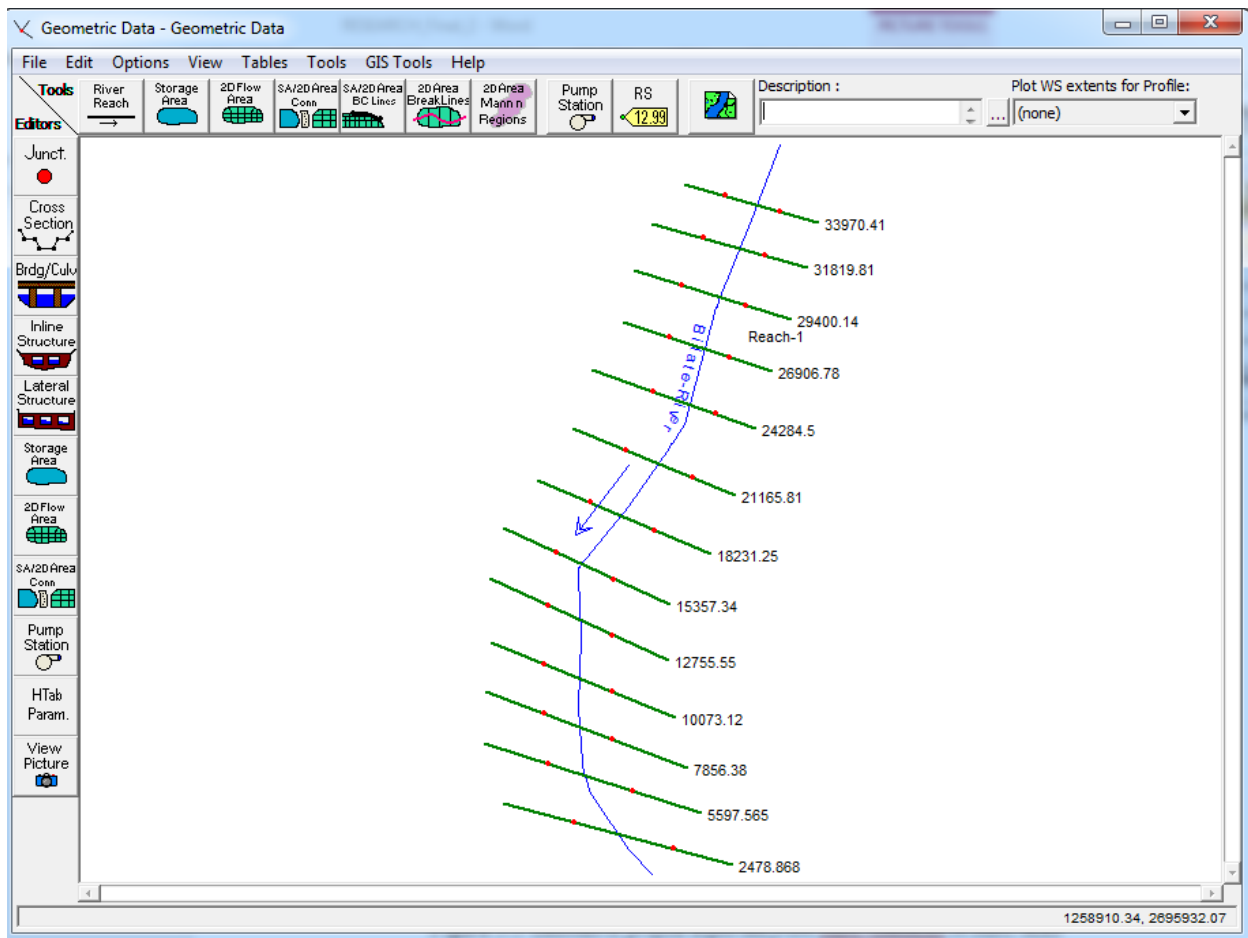 Geometric Data - Geometric Data
File Edit Options View Tables Tools GIS Tools Help
Tools
Editors
River
Reach
Storage
Area
2D Flow
Area
SA/2D Area
Conn
SA/2D Area
BC Lines
2D Area
BreakLines
2D Area
Mann n
Regions
Pump
Station
RS
12.99
Description :
...
Plot WS extents for Profile:
(none)
Junct.
Cross
Section
Brdg/Culv
Inline
Structure
Lateral
Structure
Storage
Area
2D Flow
Area
SA/2D Area
Conn
Pump
Station
HTab
Param.
View
Picture
33970.41
31819.81
29400.14
Reach-1
Bilate-River
26906.78
24284.5
21165.81
18231.25
15357.34
12755.55
10073.12
7856.38
5597.565
2478.868
1258910.34, 2695932.07